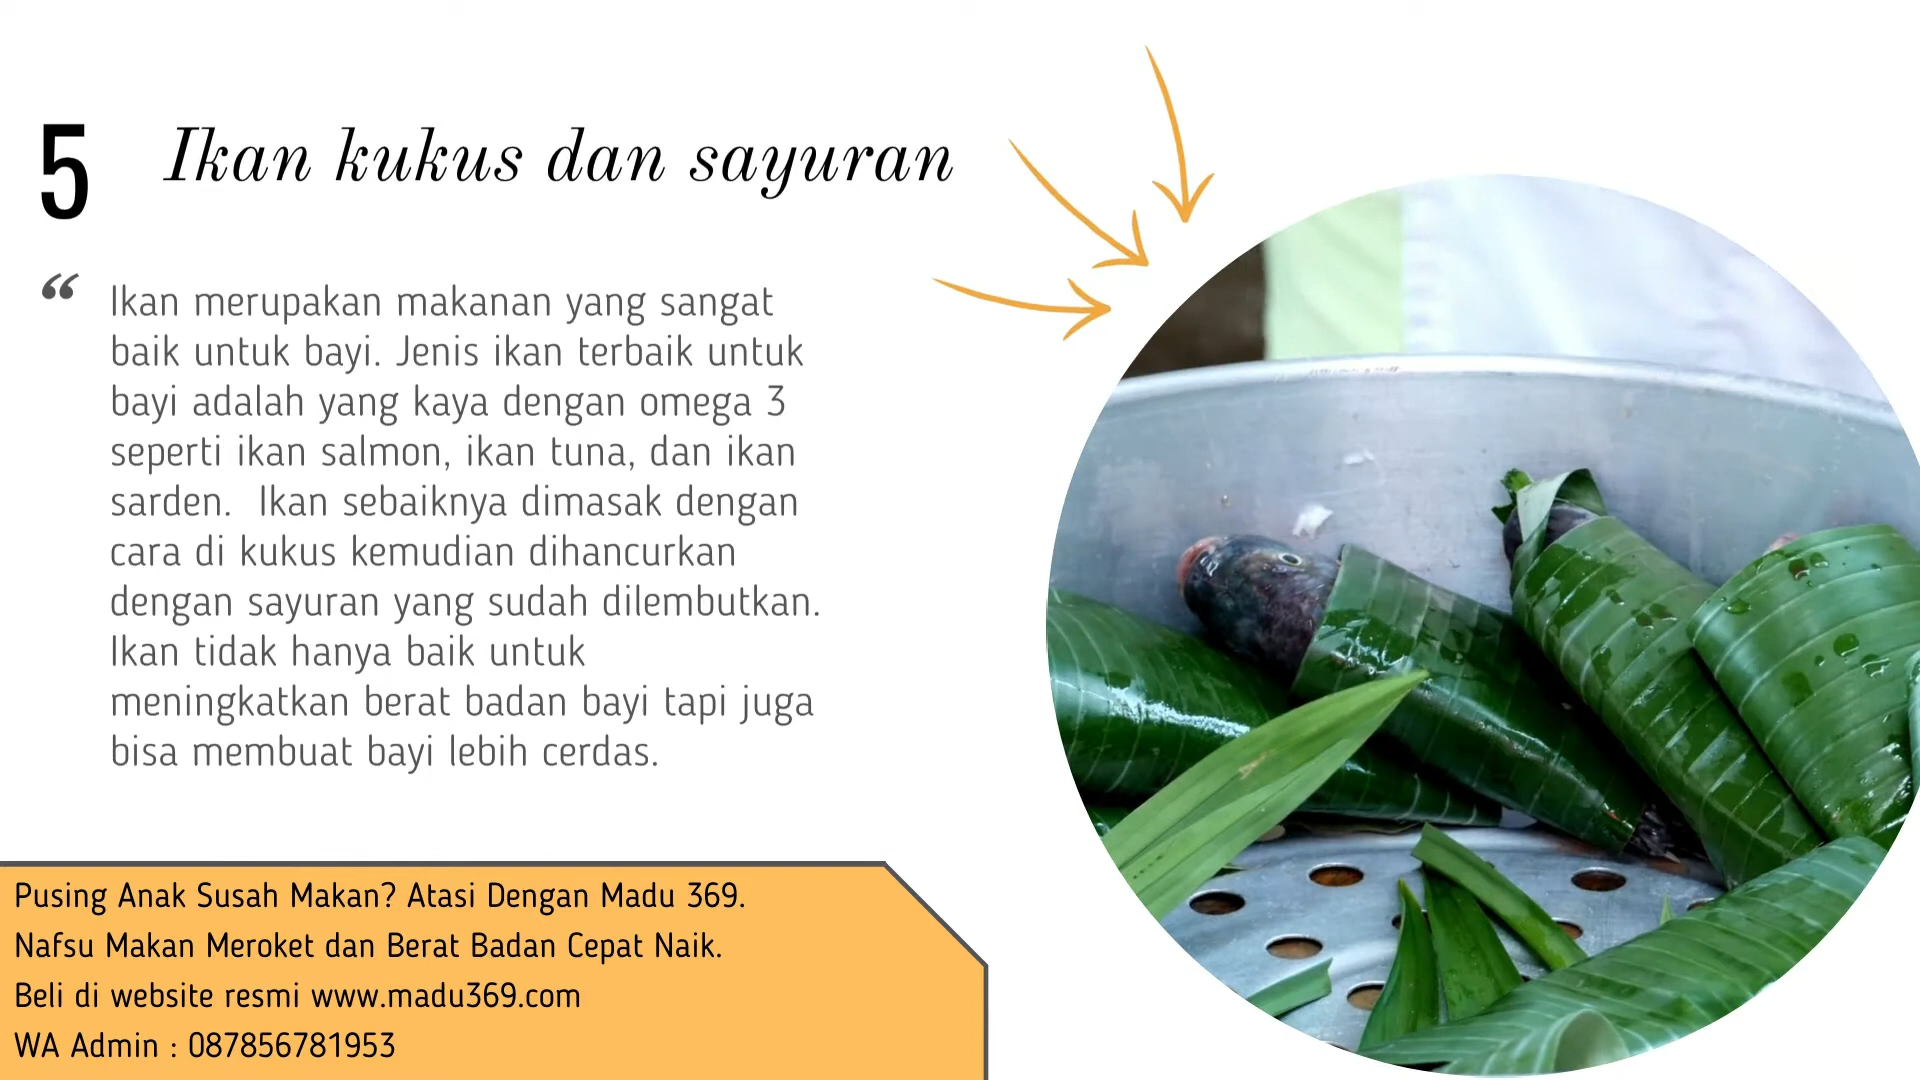 5 Ikan kukus dan sayuran
“ Ikan merupakan makanan yang sangat
baik untuk bayi. Jenis ikan terbaik untuk
bayi adalah yang kaya dengan omega 3
seperti ikan salmon, ikan tuna, dan ikan
sarden.  Ikan sebaiknya dimasak dengan
cara di kukus kemudian dihancurkan
dengan sayuran yang sudah dilembutkan.
Ikan tidak hanya baik untuk
meningkatkan berat badan bayi tapi juga
bisa membuat bayi lebih cerdas.
Pusing Anak Susah Makan? Atasi Dengan Madu 369.
Nafsu Makan Meroket dan Berat Badan Cepat Naik.
Beli di website resmi www.madu369.com
WA Admin : 087856781953